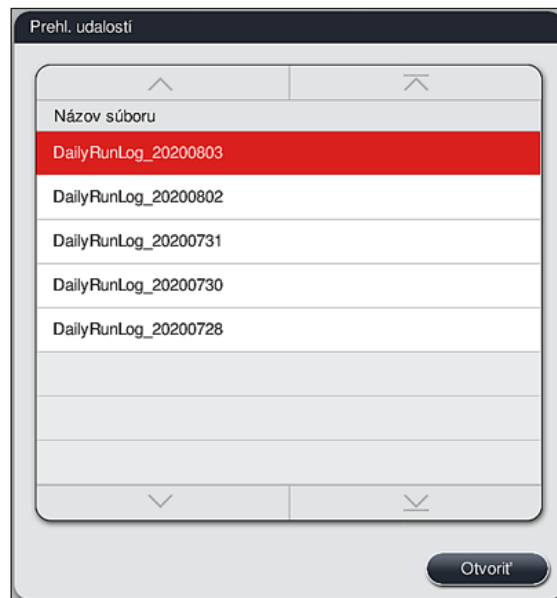 Prehl. udalostí
Názov súboru
DailyRunLog_20200803
DailyRunLog_20200802
DailyRunLog_20200731
DailyRunLog_20200730
DailyRunLog_20200728
Otvoriť